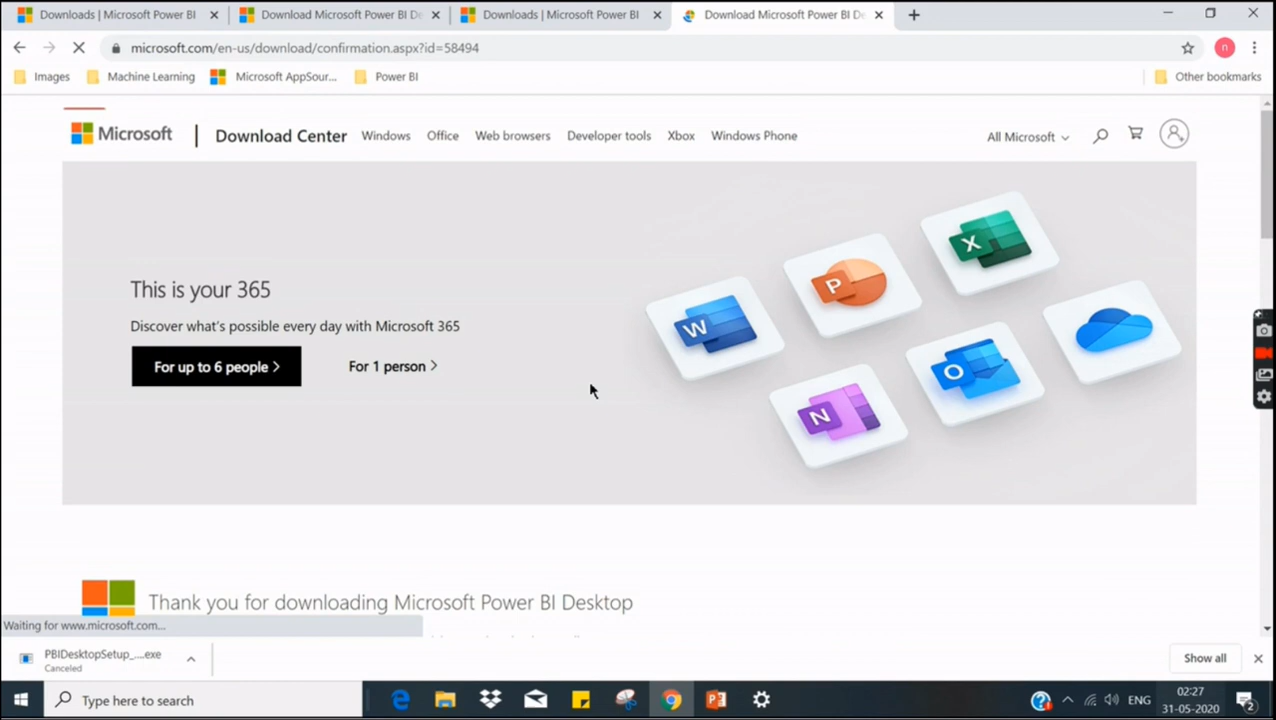 Downloads | Microsoft Power BI
Download Microsoft Power BI De
Downloads | Microsoft Power BI
Download Microsoft Power BI De
microsoft.com/en-us/download/confirmation.aspx?id=58494
n
Images
Machine Learning
Microsoft AppSour...
Power BI
Other bookmarks
Microsoft
Download Center
Windows
Office
Web browsers
Developer tools
Xbox
Windows Phone
All Microsoft
This is your 365
Discover what's possible every day with Microsoft 365
For up to 6 people >
For 1 person >
W
P
X
N
O
Thank you for downloading Microsoft Power BI Desktop
Waiting for www.microsoft.com...
PBIDesktopSetup_....exe
Canceled
Show all
Type here to search
ENG
02:27
31-05-2020
2